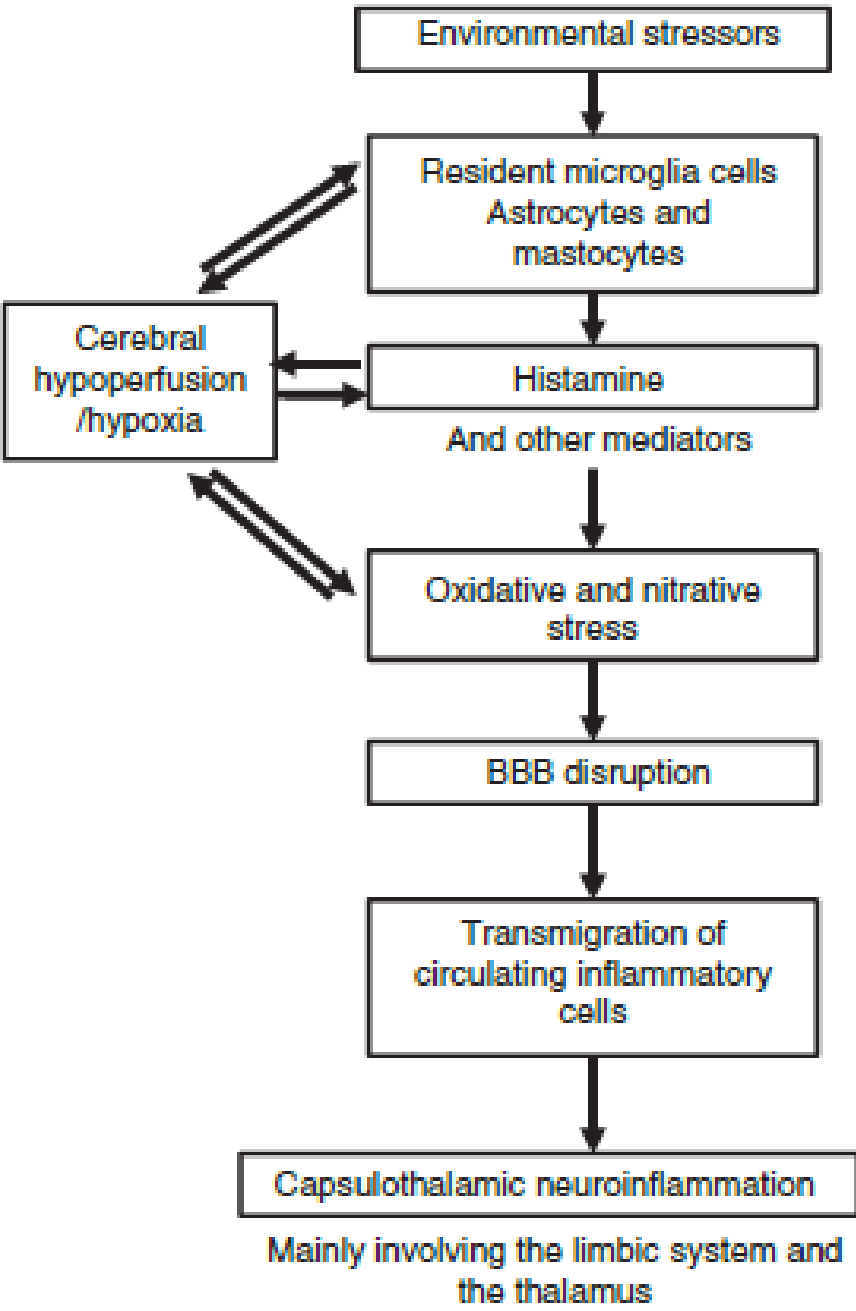 Environmental stressors
Resident microglia cells
Astrocytes and
mastocytes
Cerebral
hypoperfusion
/hypoxia
Histamine
And other mediators
Oxidative and nitrative
stress
BBB disruption
Transmigration of
circulating inflammatory
cells
Capsulothalamic neuroinflammation
Mainly involving the limbic system and
the thalamus